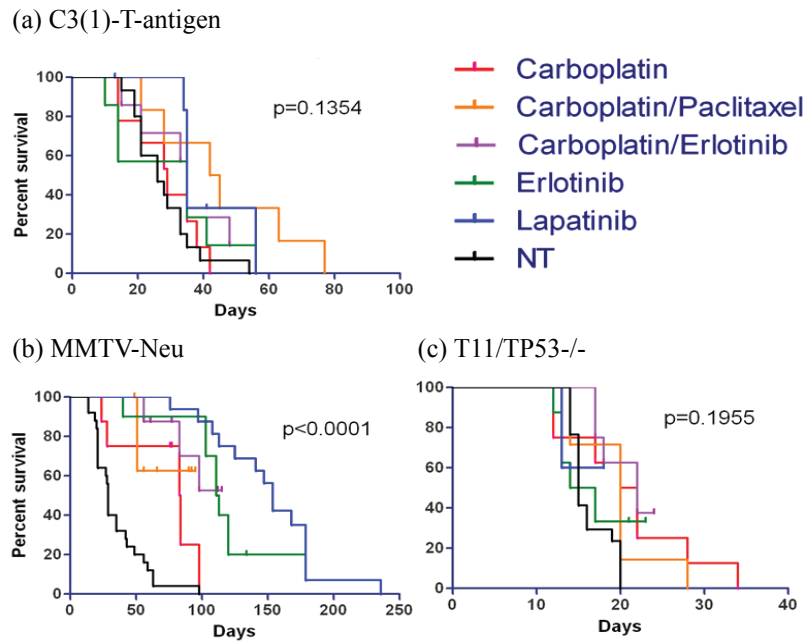 (a) C3(1)-T-antigen
Percent survival
100
80
60
40
20
0
p=0.1354
0 20 40 60 80 100
Days
Carboplatin
Carboplatin/Paclitaxel
Carboplatin/Erlotinib
Erlotinib
Lapatinib
NT
(b) MMTV-Neu
Percent survival
100
80
60
40
20
0
p<0.0001
0 50 100 150 200 250
Days
(c) T11/TP53-/-
Percent survival
100
80
60
40
20
0
p=0.1955
0 10 20 30 40
Days